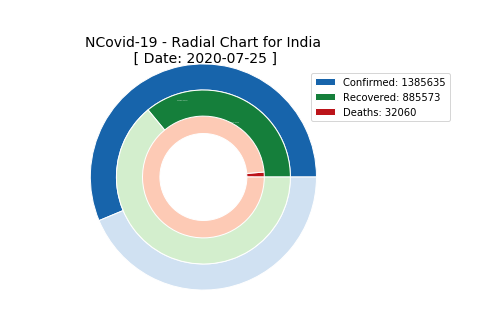 NCovid-19 - Radial Chart for India
[ Date: 2020-07-25 ]
Confirmed: 1385635
Recovered: 885573
Deaths: 32060